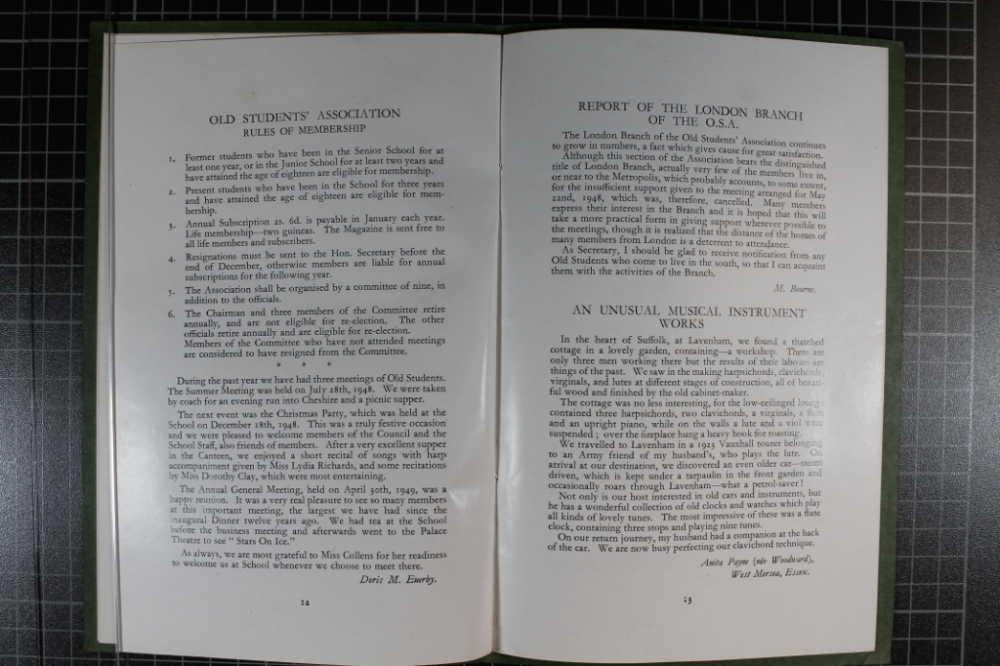 OLD STUDENTS' ASSOCIATION
RULES OF MEMBERSHIP
1. Former students who have been in the Senior School for at
least one year, or in the Junior School for at least two years and
have attained the age of eighteen are eligible for membership.
2. Present students who have been in the School for three years
and have attained the age of eighteen are eligible for mem-
bership.
3. Annual Subscription 2s. 6d. is payable in January each year.
Life membership—two guineas. The Magazine is sent free to
all life members and subscribers.
4. Resignations must be sent to the Hon. Secretary before the
end of December, otherwise members are liable for annual
subscriptions for the following year.
5. The Association shall be organised by a committee of nine, in
addition to the officials.
6. The Chairman and three members of the Committee retire
annually, and are not eligible for re-election. The other
officials retire annually and are eligible for re-election.
Members of the Committee who have not attended meetings
are considered to have resigned from the Committee.
* * *
During the past year we have had three meetings of Old Students.
The Summer Meeting was held on July 28th, 1948. We were taken
by coach for an evening run into Cheshire and a picnic supper.
The next event was the Christmas Party, which was held at the
School on December 18th, 1948. This was a truly festive occasion
and we were pleased to welcome members of the Council and the
School Staff, also friends of members. After a very excellent supper
in the Canteen, we enjoyed a short recital of songs with harp
accompaniment given by Miss Lydia Richards, and some recitations
by Miss Dorothy Clay, which were most entertaining.
The Annual General Meeting, held on April 30th, 1949, was a
happy reunion. It was a very real pleasure to see so many members
at this important meeting, the largest we have had since the
inaugural Dinner twelve years ago. We had tea at the School
before the business meeting and afterwards went to the Palace
Theatre to see "Stars On Ice."
As always, we are most grateful to Miss Collens for her readiness
to welcome us at School whenever we choose to meet there.
Doris M. Euerby.
12
REPORT OF THE LONDON BRANCH
OF THE O.S.A.
The London Branch of the Old Students' Association continues
to grow in numbers, a fact which gives cause for great satisfaction.
Although this section of the Association bears the distinguished
title of London Branch, actually very few of the members live in,
or near to the Metropolis, which probably accounts, to some extent,
for the insufficient support given to the meeting arranged for May
22nd, 1948, which was, therefore, cancelled. Many members
express their interest in the Branch and it is hoped that this will
take a more practical form in giving support whenever possible to
the meetings, though it is realized that the distance of the homes of
many members from London is a deterrent to attendance.
As Secretary, I should be glad to receive notification from any
Old Students who come to live in the south, so that I can acquaint
them with the activities of the Branch.
M. Bourne.
AN UNUSUAL MUSICAL INSTRUMENT
WORKS
In the heart of Suffolk, at Lavenham, we found a thatched
cottage in a lovely garden, containing—a workshop. There are
only three men working there but the results of their labours are
things of the past. We saw in the making harpsichords, clavichords,
virginals, and lutes at different stages of construction, all of beauti-
ful wood and finished by the old cabinet-maker.
The cottage was no less interesting, for the low-ceilinged lounge
contained three harpsichords, two clavichords, a virginals, a flute
and an upright piano, while on the walls a lute and a viol were
suspended; over the fireplace hung a heavy hook for roasting.
We travelled to Lavenham in a 1923 Vauxhall tourer belonging
to an Army friend of my husband's, who plays the lute. On
arrival at our destination, we discovered an even older car—steam
driven, which is kept under a tarpaulin in the front garden and
occasionally roars through Lavenham—what a petrol-saver!
Not only is our host interested in old cars and instruments, but
he has a wonderful collection of old clocks and watches which play
all kinds of lovely tunes. The most impressive of these was a flute
clock, containing three stops and playing nine tunes.
On our return journey, my husband had a companion at the back
of the car. We are now busy perfecting our clavichord technique.
Anita Payne (née Woodward),
West Mersea, Essex.
13